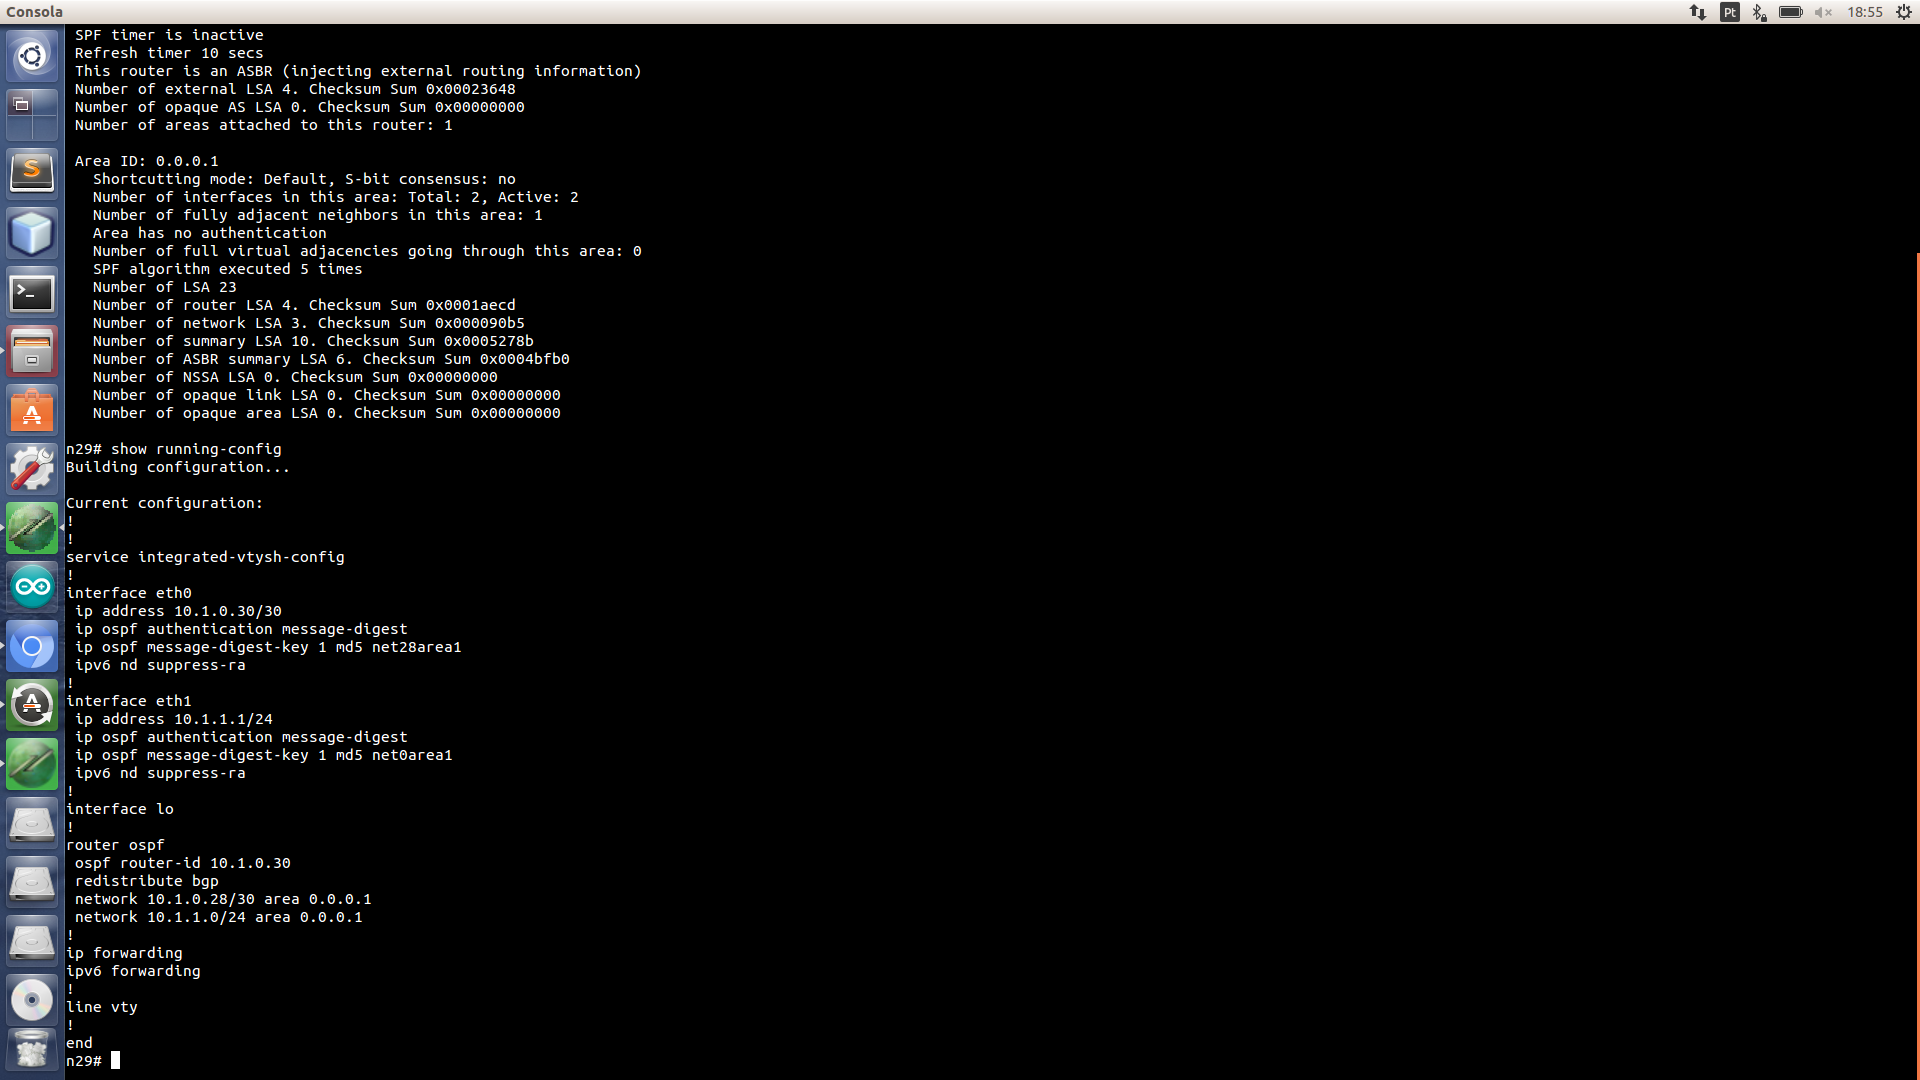 Consola
Pt
18:55
SPF timer is inactive
Refresh timer 10 secs
This router is an ASBR (injecting external routing information)
Number of external LSA 4. Checksum Sum 0x00023648
Number of opaque AS LSA 0. Checksum Sum 0x00000000
Number of areas attached to this router: 1
Area ID: 0.0.0.1
Shortcutting mode: Default, S-bit consensus: no
Number of interfaces in this area: Total: 2, Active: 2
Number of fully adjacent neighbors in this area: 1
Area has no authentication
Number of full virtual adjacencies going through this area: 0
SPF algorithm executed 5 times
Number of LSA 23
Number of router LSA 4. Checksum Sum 0x0001aecd
Number of network LSA 3. Checksum Sum 0x000090b5
Number of summary LSA 10. Checksum Sum 0x0005278b
Number of ASBR summary LSA 6. Checksum Sum 0x0004bfb0
Number of NSSA LSA 0. Checksum Sum 0x00000000
Number of opaque link LSA 0. Checksum Sum 0x00000000
Number of opaque area LSA 0. Checksum Sum 0x00000000
n29# show running-config
Building configuration...
Current configuration:
!
!
service integrated-vtysh-config
!
interface eth0
ip address 10.1.0.30/30
ip ospf authentication message-digest
ip ospf message-digest-key 1 md5 net28area1
ipv6 nd suppress-ra
!
interface eth1
ip address 10.1.1.1/24
ip ospf authentication message-digest
ip ospf message-digest-key 1 md5 net0area1
ipv6 nd suppress-ra
!
interface lo
!
router ospf
ospf router-id 10.1.0.30
redistribute bgp
network 10.1.0.28/30 area 0.0.0.1
network 10.1.1.0/24 area 0.0.0.1
!
ip forwarding
ipv6 forwarding
!
line vty
!
end
n29#